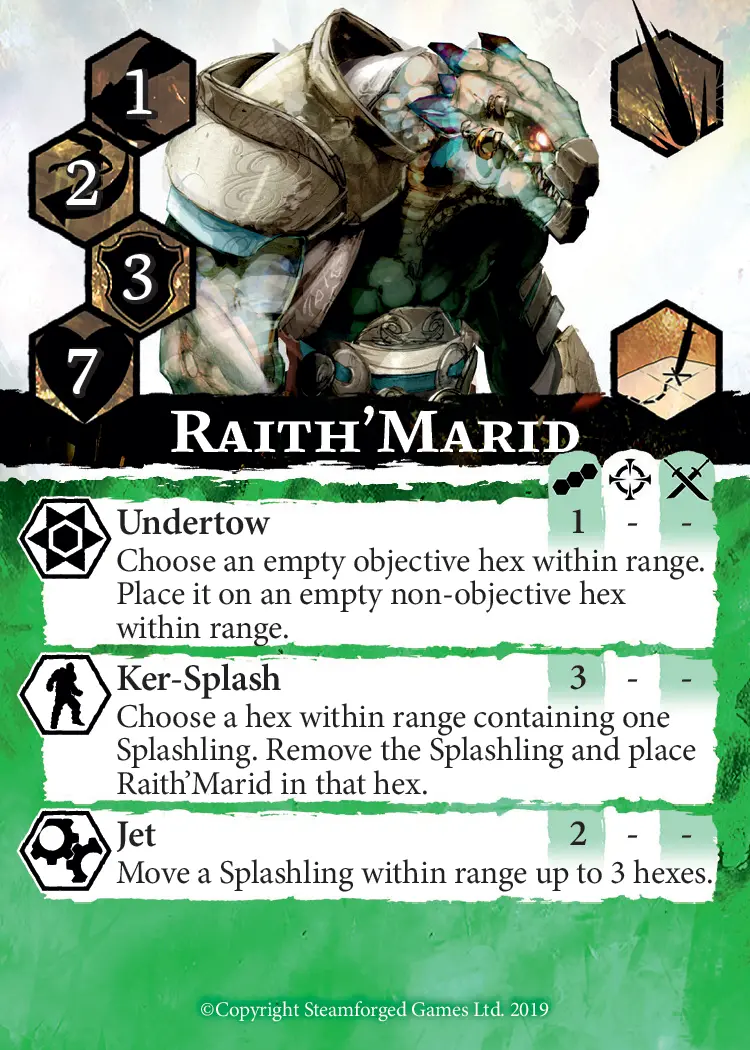 1
2
3
7
Raith’Marid
Undertow 1 - -
Choose an empty objective hex within range.
Place it on an empty non-objective hex
within range.
Ker-Splash 3 - -
Choose a hex within range containing one
Splashling. Remove the Splashling and place
Raith’Marid in that hex.
Jet 2 - -
Move a Splashling within range up to 3 hexes.
©Copyright Steamforged Games Ltd. 2019